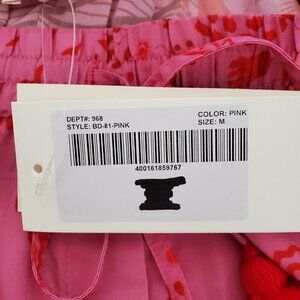 DEPT#: 968 COLOR: PINK
STYLE: BD-81-PINK SIZE: M
400161859767